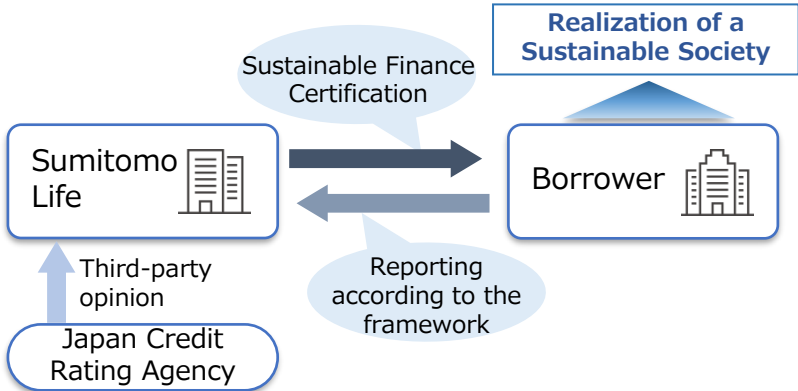 Realization of a
Sustainable Society
Sustainable Finance
Certification
Sumitomo
Life
Borrower
Reporting
according to the
framework
Third-party
opinion
Japan Credit
Rating Agency